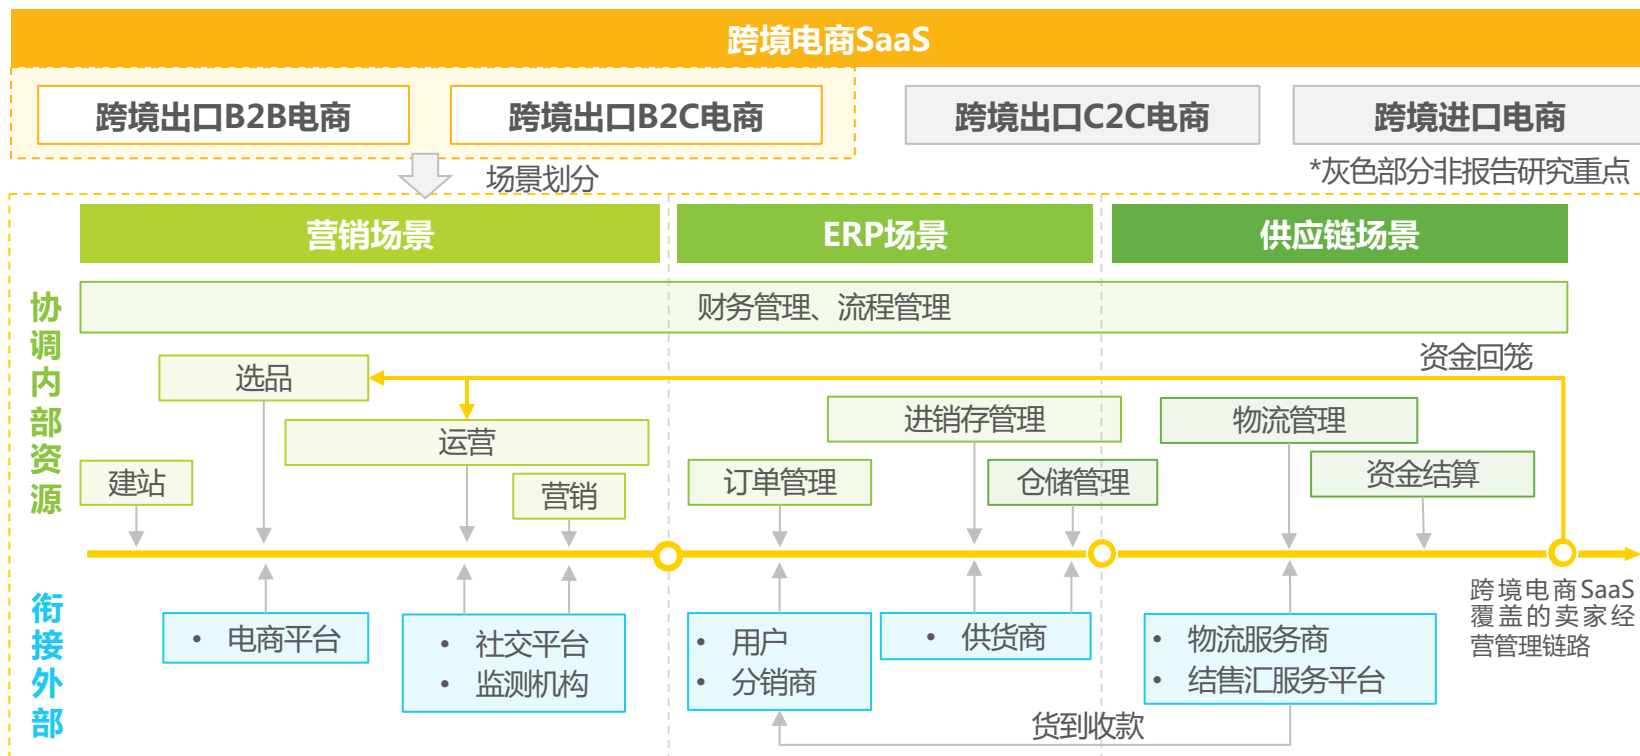 跨境电商SaaS
跨境出口B2B电商
跨境出口B2C电商
跨境出口C2C电商
跨境进口电商
场景划分
*灰色部分非报告研究重点
营销场景
ERP场景
供应链场景
协调内部资源
财务管理、流程管理
资金回笼
选品
运营
建站
营销
进销存管理
订单管理
仓储管理
物流管理
资金结算
衔接外部
• 电商平台
• 社交平台
• 监测机构
• 用户
• 分销商
• 供货商
• 物流服务商
• 结售汇服务平台
跨境电商SaaS
覆盖的卖家经
营管理链路
货到收款